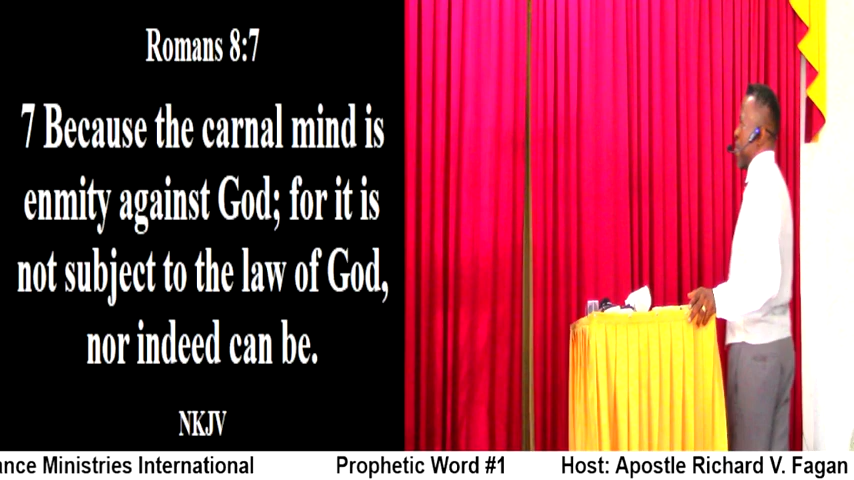 Romans 8:7
7 Because the carnal mind is
enmity against God; for it is
not subject to the law of God,
nor indeed can be.
NKJV
ance Ministries International Prophetic Word #1 Host: Apostle Richard V. Fagan